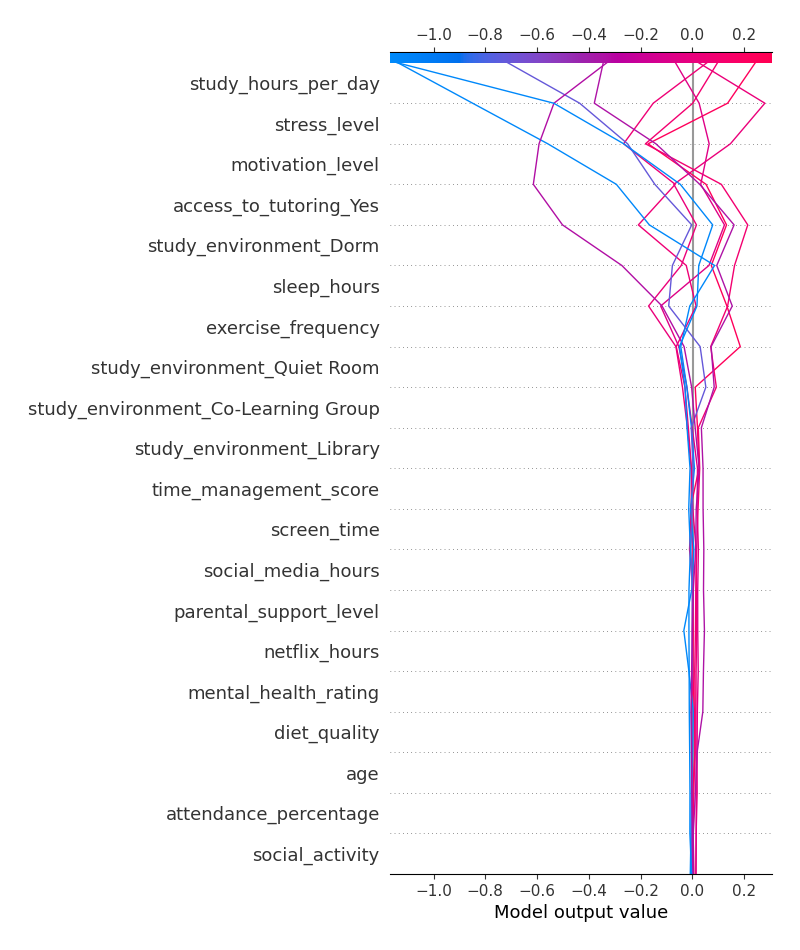 −1.0 −0.8 −0.6 −0.4 −0.2 0.0 0.2
study_hours_per_day
stress_level
motivation_level
access_to_tutoring_Yes
study_environment_Dorm
sleep_hours
exercise_frequency
study_environment_Quiet Room
study_environment_Co-Learning Group
study_environment_Library
time_management_score
screen_time
social_media_hours
parental_support_level
netflix_hours
mental_health_rating
diet_quality
age
attendance_percentage
social_activity
−1.0 −0.8 −0.6 −0.4 −0.2 0.0 0.2
Model output value